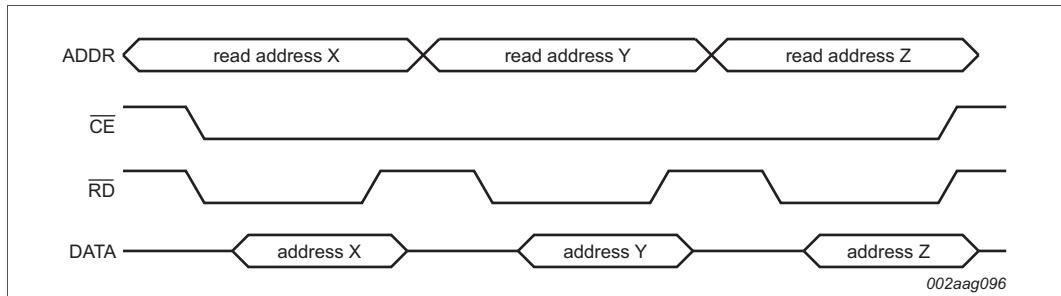 ADDR read address X read address Y read address Z
CE
RD
DATA address X address Y address Z
002aag096